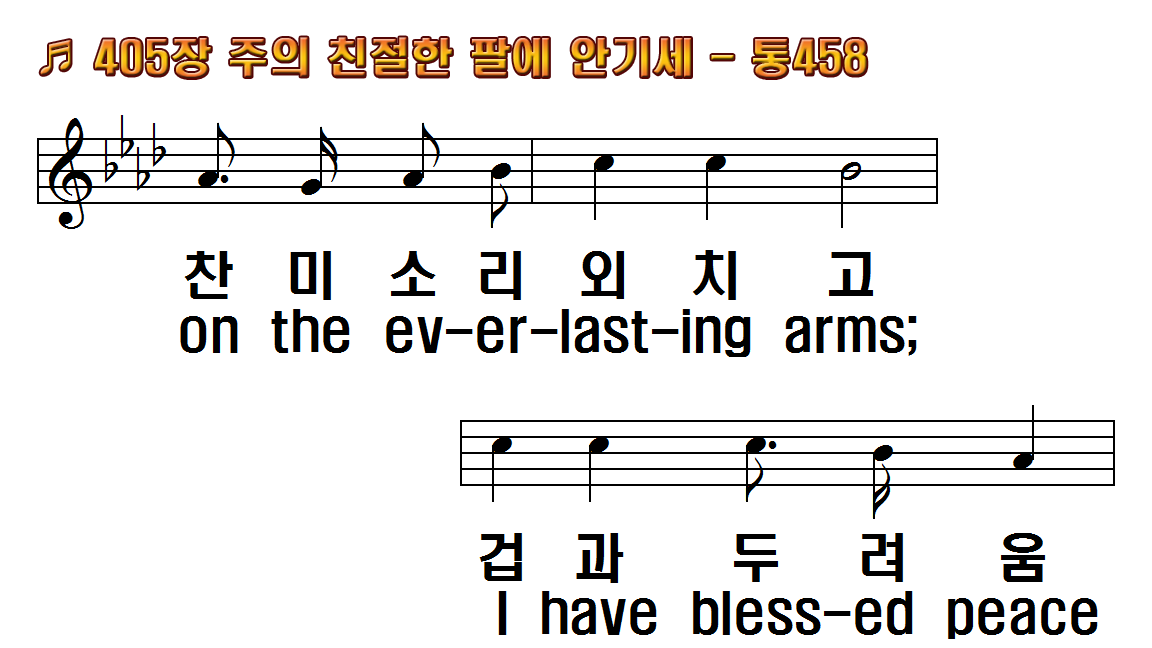 405장 주의 친절한 팔에 안기세 - 통458
찬 미 소 리 외 치 고
on the ev-er-last-ing arms;
겁 과 두 려 움
I have bless-ed peace